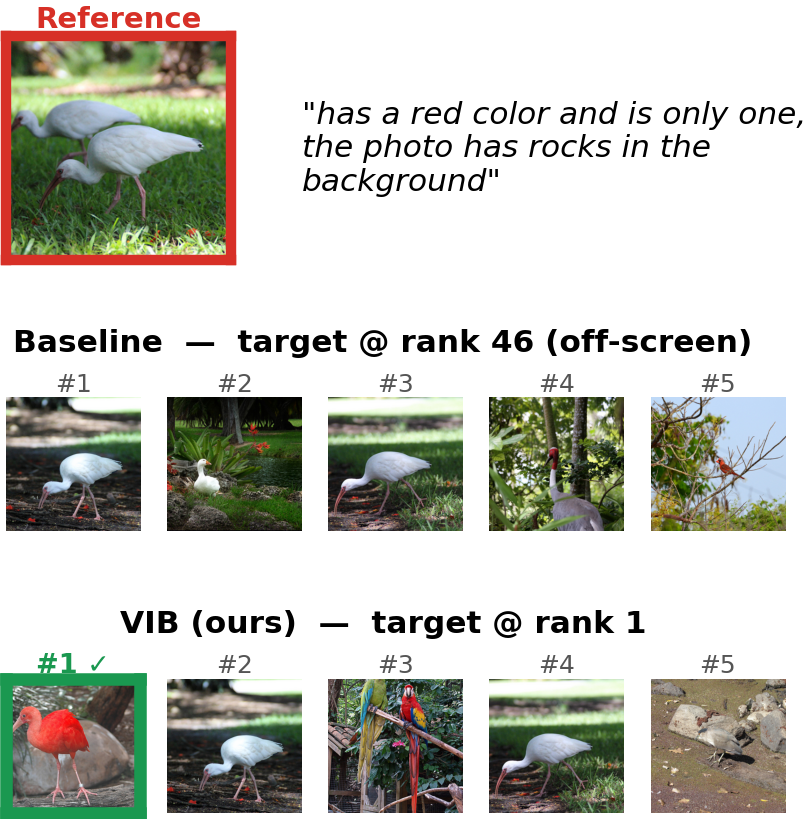 Reference
"has a red color and is only one,
the photo has rocks in the
background"
Baseline — target @ rank 46 (off-screen)
#1 #2 #3 #4 #5
VIB (ours) — target @ rank 1
#1 ✓ #2 #3 #4 #5